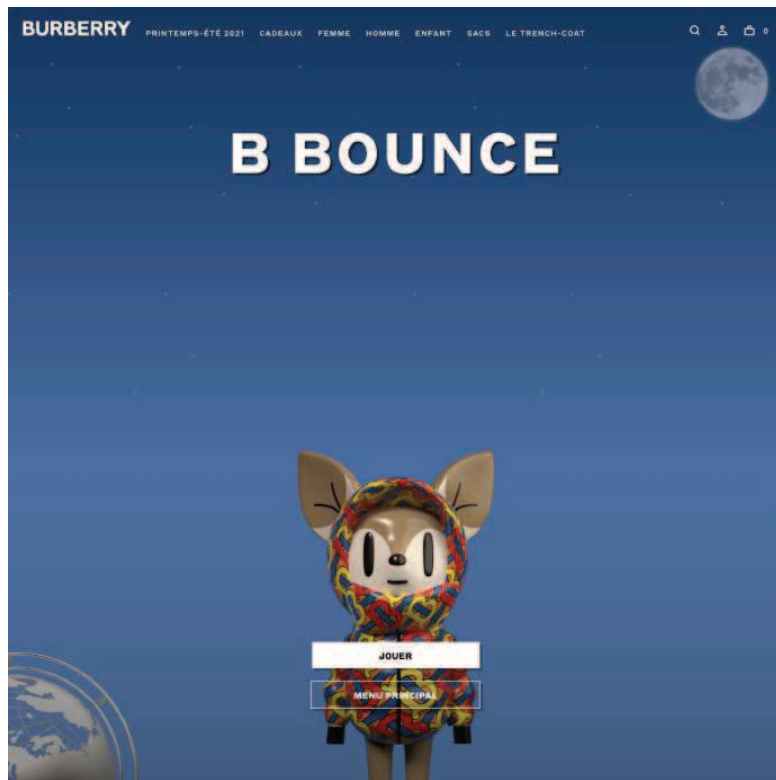 BURBERRY PRINTEMPS-ÉTÉ 2021 CADEAUX FEMME HOMME ENFANT SACS LE TRENCH-COAT 0
B BOUNCE
JOUER
MENU PRINCIPAL